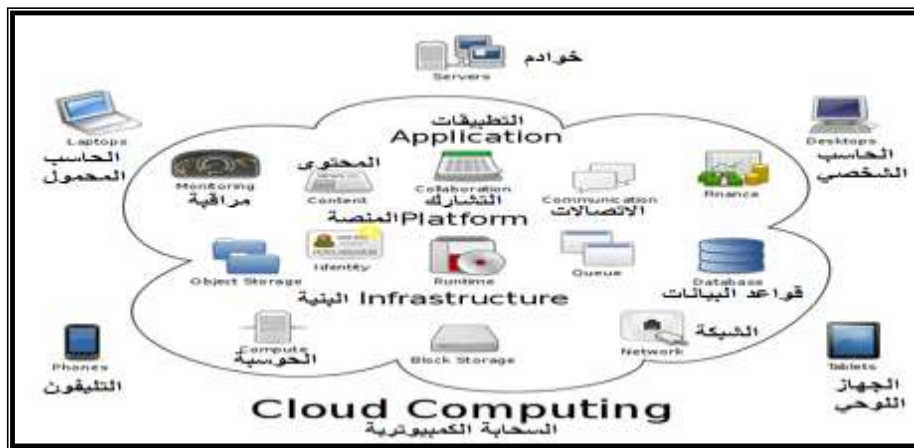 خوادم
Servers
Laptops
الحاسب
المحمول
Desktops
الحاسب
الشخصي
التطبيقات
Application
Monitoring
مراقبة
المحتوى
Content
Collaboration
التشارك
Communication
الاتصالات
Finance
المنصة Platform
Object Storage
Identity
Runtime
Queue
Database
قواعد البيانات
البنية Infrastructure
Compute
الحوسبة
Block Storage
Network
الشبكة
Phones
التليفون
Tablets
الجهاز
اللوحي
Cloud Computing
السحابة الكمبيوترية